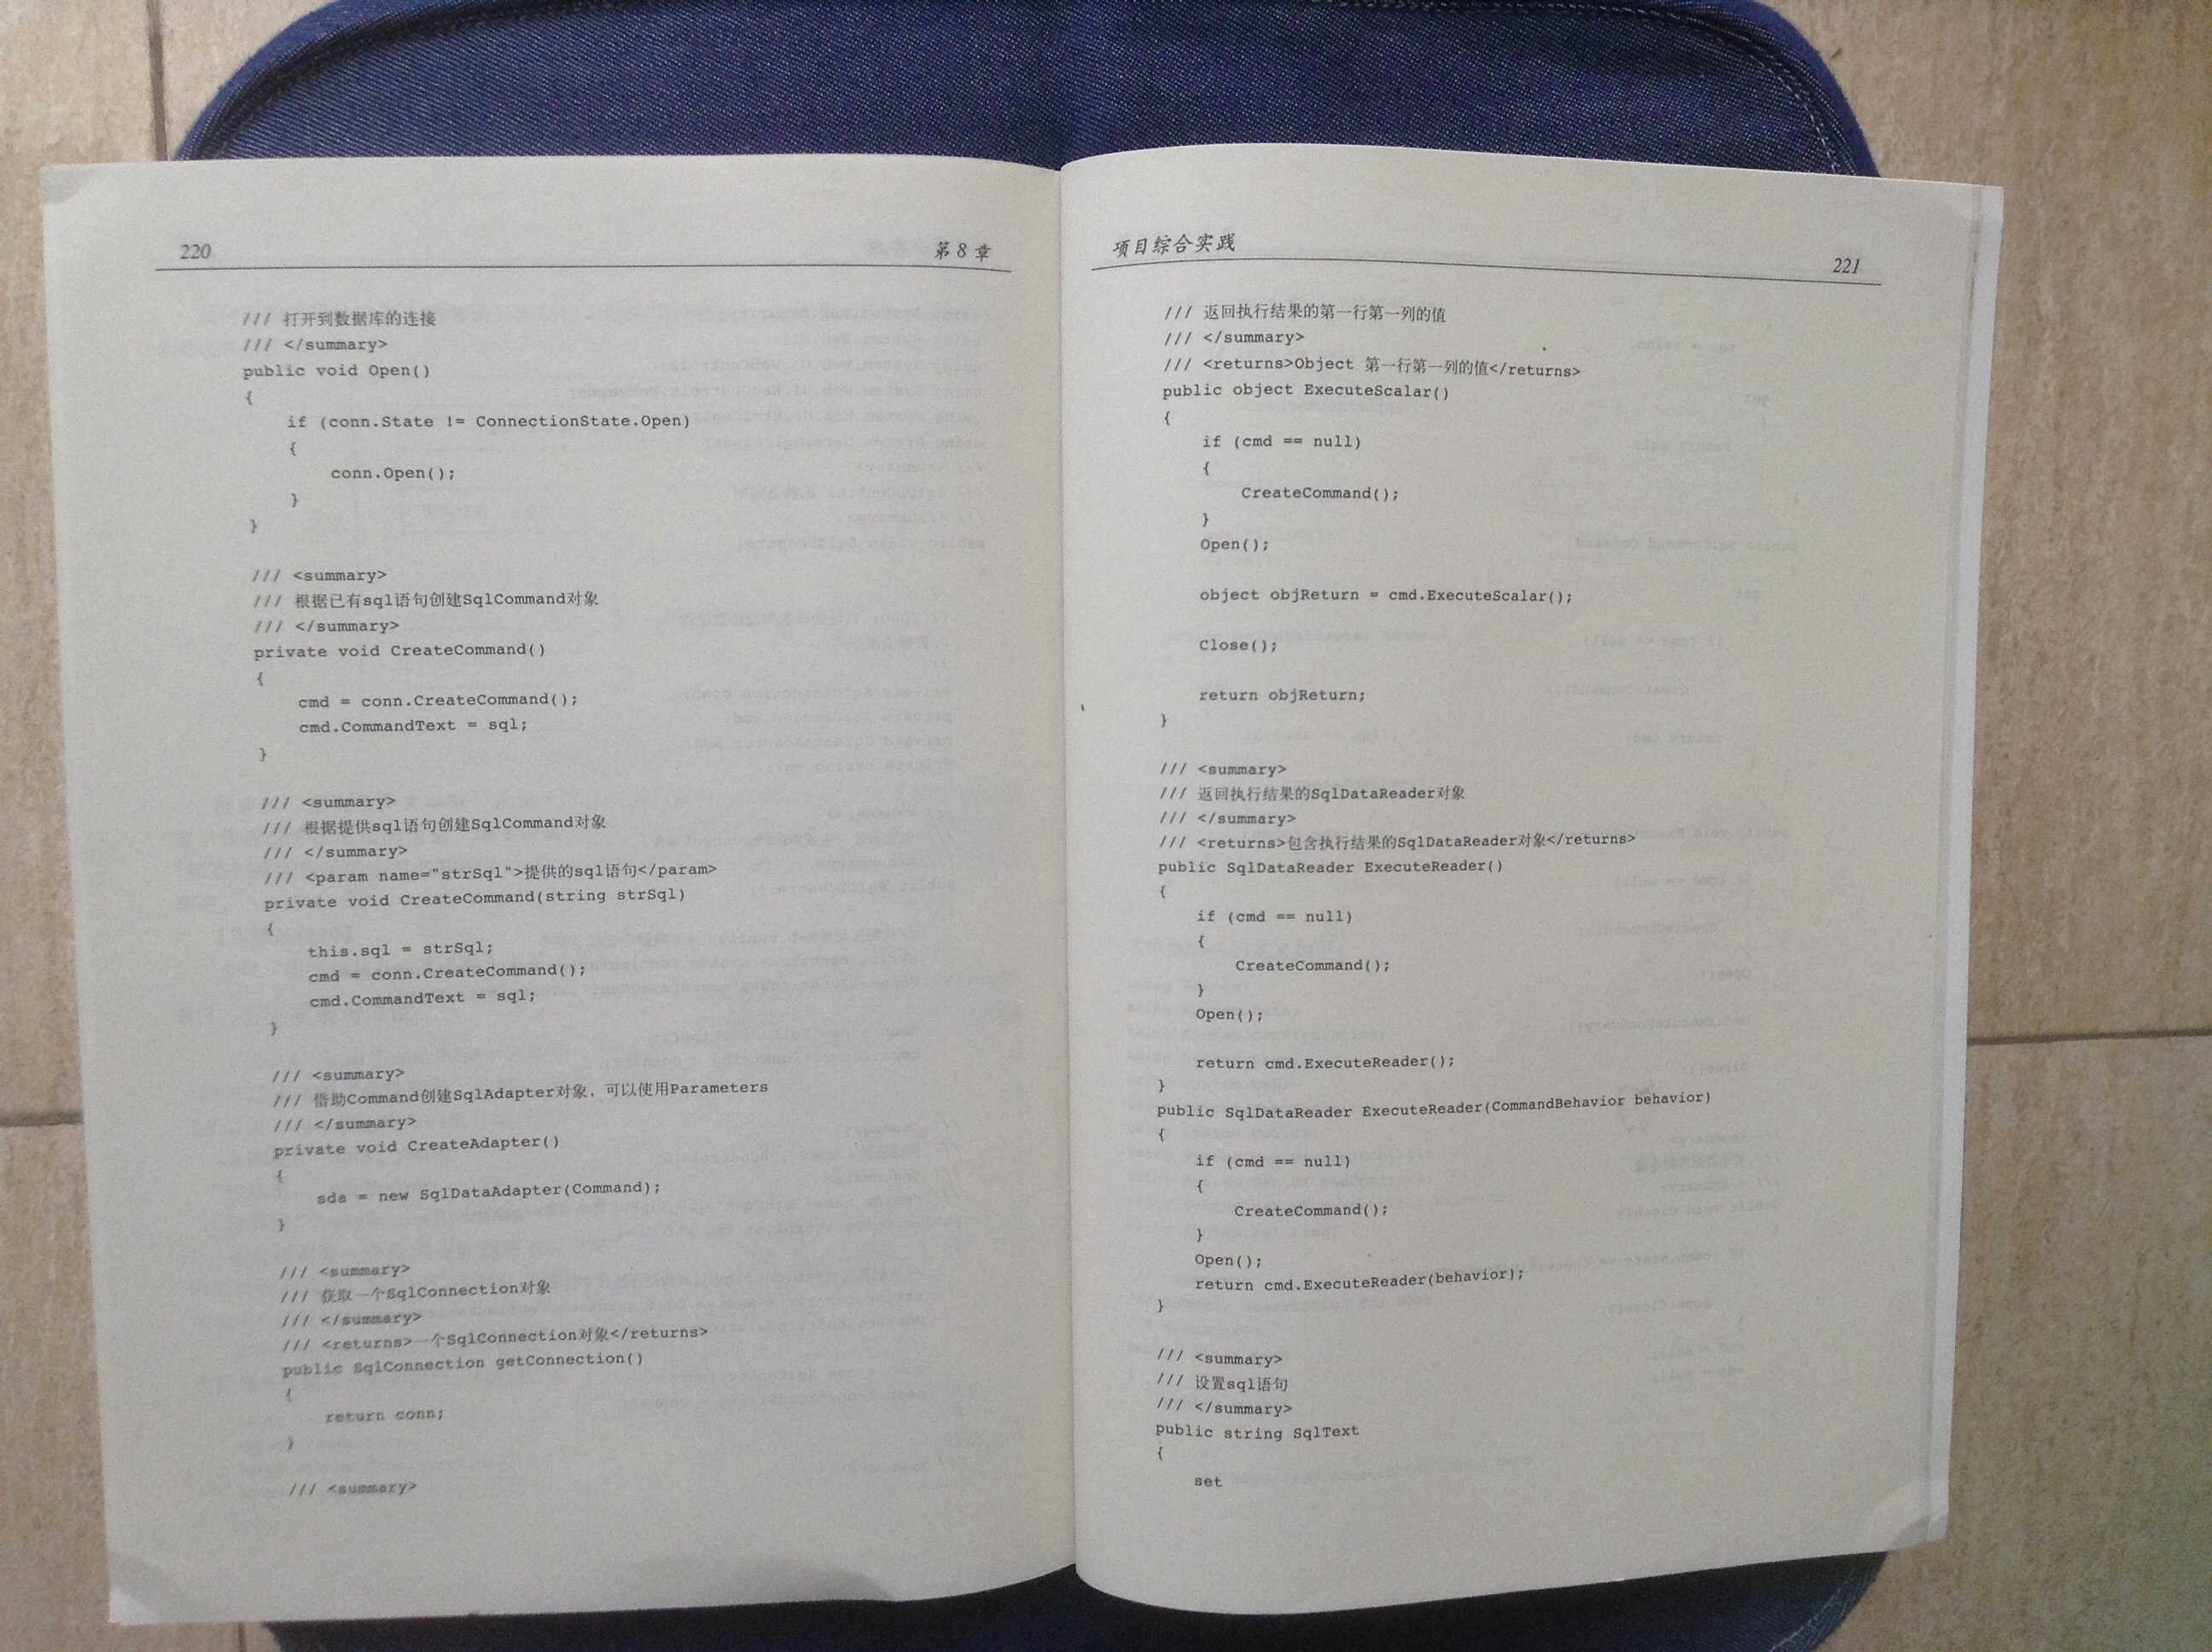 220
第 8 章
/// 打开到数据库的连接
/// </summary>
public void Open()
{
    if (conn.State != ConnectionState.Open)
    {
        conn.Open();
    }
}
/// <summary>
/// 根据已有sql语句创建SqlCommand对象
/// </summary>
private void CreateCommand()
{
    cmd = conn.CreateCommand();
    cmd.CommandText = sql;
}
/// <summary>
/// 根据提供sql语句创建SqlCommand对象
/// </summary>
/// <param name="strSql">提供的sql语句</param>
private void CreateCommand(string strSql)
{
    this.sql = strSql;
    cmd = conn.CreateCommand();
    cmd.CommandText = sql;
}
/// <summary>
/// 借助Command创建SqlAdapter对象，可以使用Parameters
/// </summary>
private void CreateAdapter()
{
    sda = new SqlDataAdapter(Command);
}
/// <summary>
/// 获取一个SqlConnection对象
/// </summary>
/// <returns>一个SqlConnection对象</returns>
public SqlConnection getConnection()
{
    return conn;
}
/// <summary>
项目综合实践
221
/// 返回执行结果的第一行第一列的值
/// </summary>
/// <returns>Object 第一行第一列的值</returns>
public object ExecuteScalar()
{
    if (cmd == null)
    {
        CreateCommand();
    }
    Open();
    object objReturn = cmd.ExecuteScalar();
    Close();
    return objReturn;
}
/// <summary>
/// 返回执行结果的SqlDataReader对象
/// </summary>
/// <returns>包含执行结果的SqlDataReader对象</returns>
public SqlDataReader ExecuteReader()
{
    if (cmd == null)
    {
        CreateCommand();
    }
    Open();
    return cmd.ExecuteReader();
}
public SqlDataReader ExecuteReader(CommandBehavior behavior)
{
    if (cmd == null)
    {
        CreateCommand();
    }
    Open();
    return cmd.ExecuteReader(behavior);
}
/// <summary>
/// 设置sql语句
/// </summary>
public string SqlText
{
    set